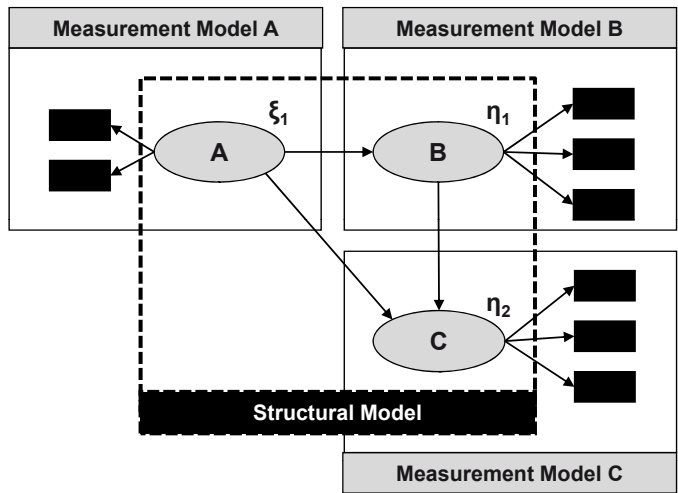 Measurement Model A
Measurement Model B
ξ1
η1
A
B
η2
C
Structural Model
Measurement Model C